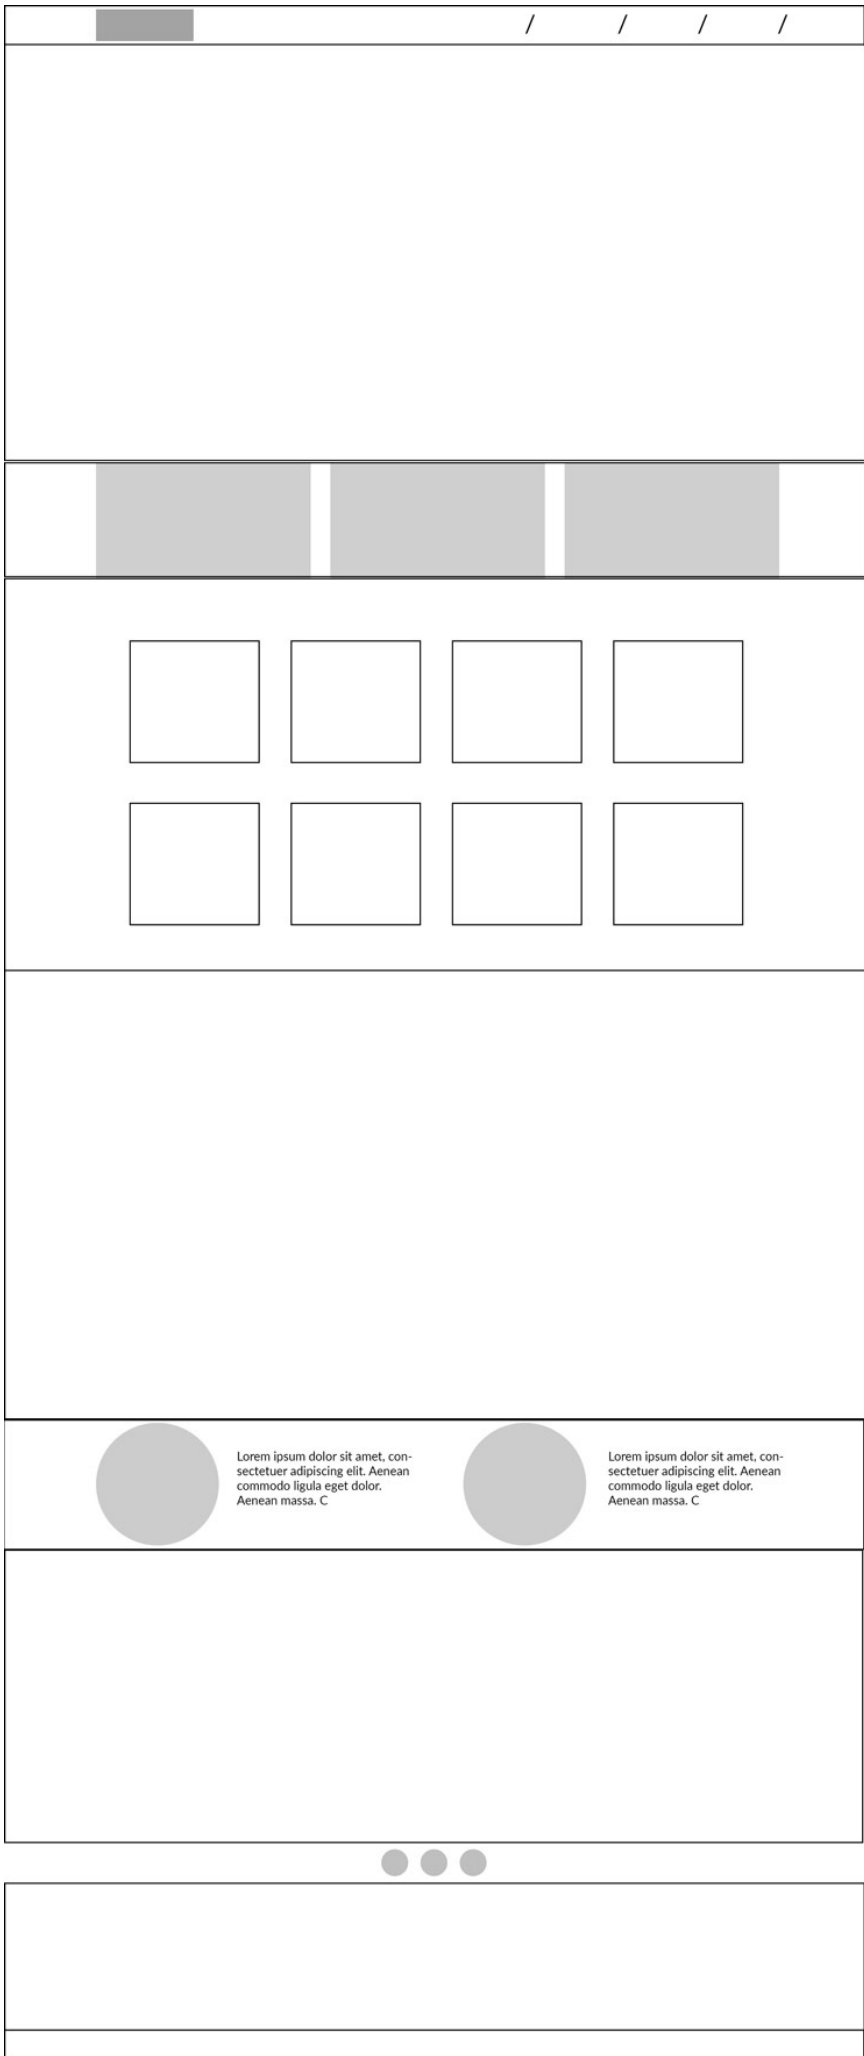 / / / /
Lorem ipsum dolor sit amet, con-
sectetuer adipiscing elit. Aenean
commodo ligula eget dolor.
Aenean massa. C
Lorem ipsum dolor sit amet, con-
sectetuer adipiscing elit. Aenean
commodo ligula eget dolor.
Aenean massa. C